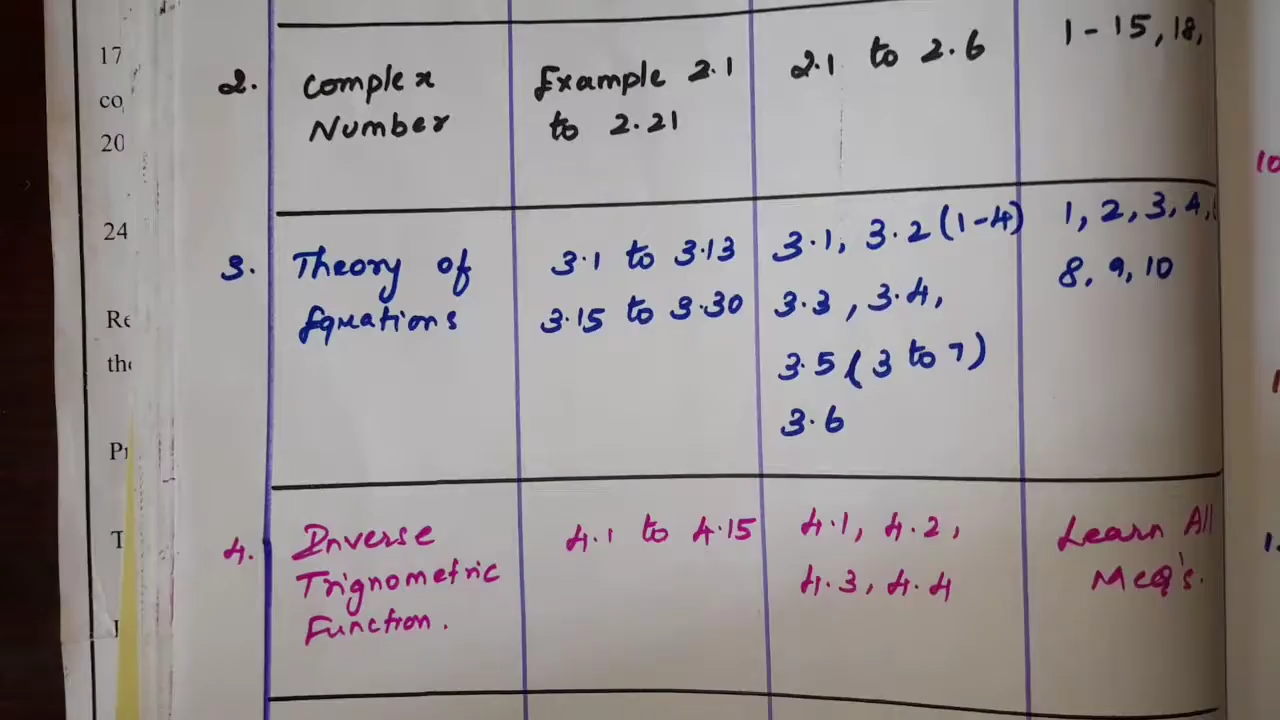 17
20
24
2.
Complex
Number
Example 2.1
to 2.21
2.1 to 2.6
1-15, 18,
3.
Theory of
Equations
3.1 to 3.13
3.15 to 3.30
3.1, 3.2 (1-4)
3.3, 3.4,
3.5 (3 to 7)
3.6
1, 2, 3, 4,
8, 9, 10
4.
Inverse
Trignometric
Function.
4.1 to 4.15
4.1, 4.2,
4.3, 4.4
Learn All
MCQ's.
10